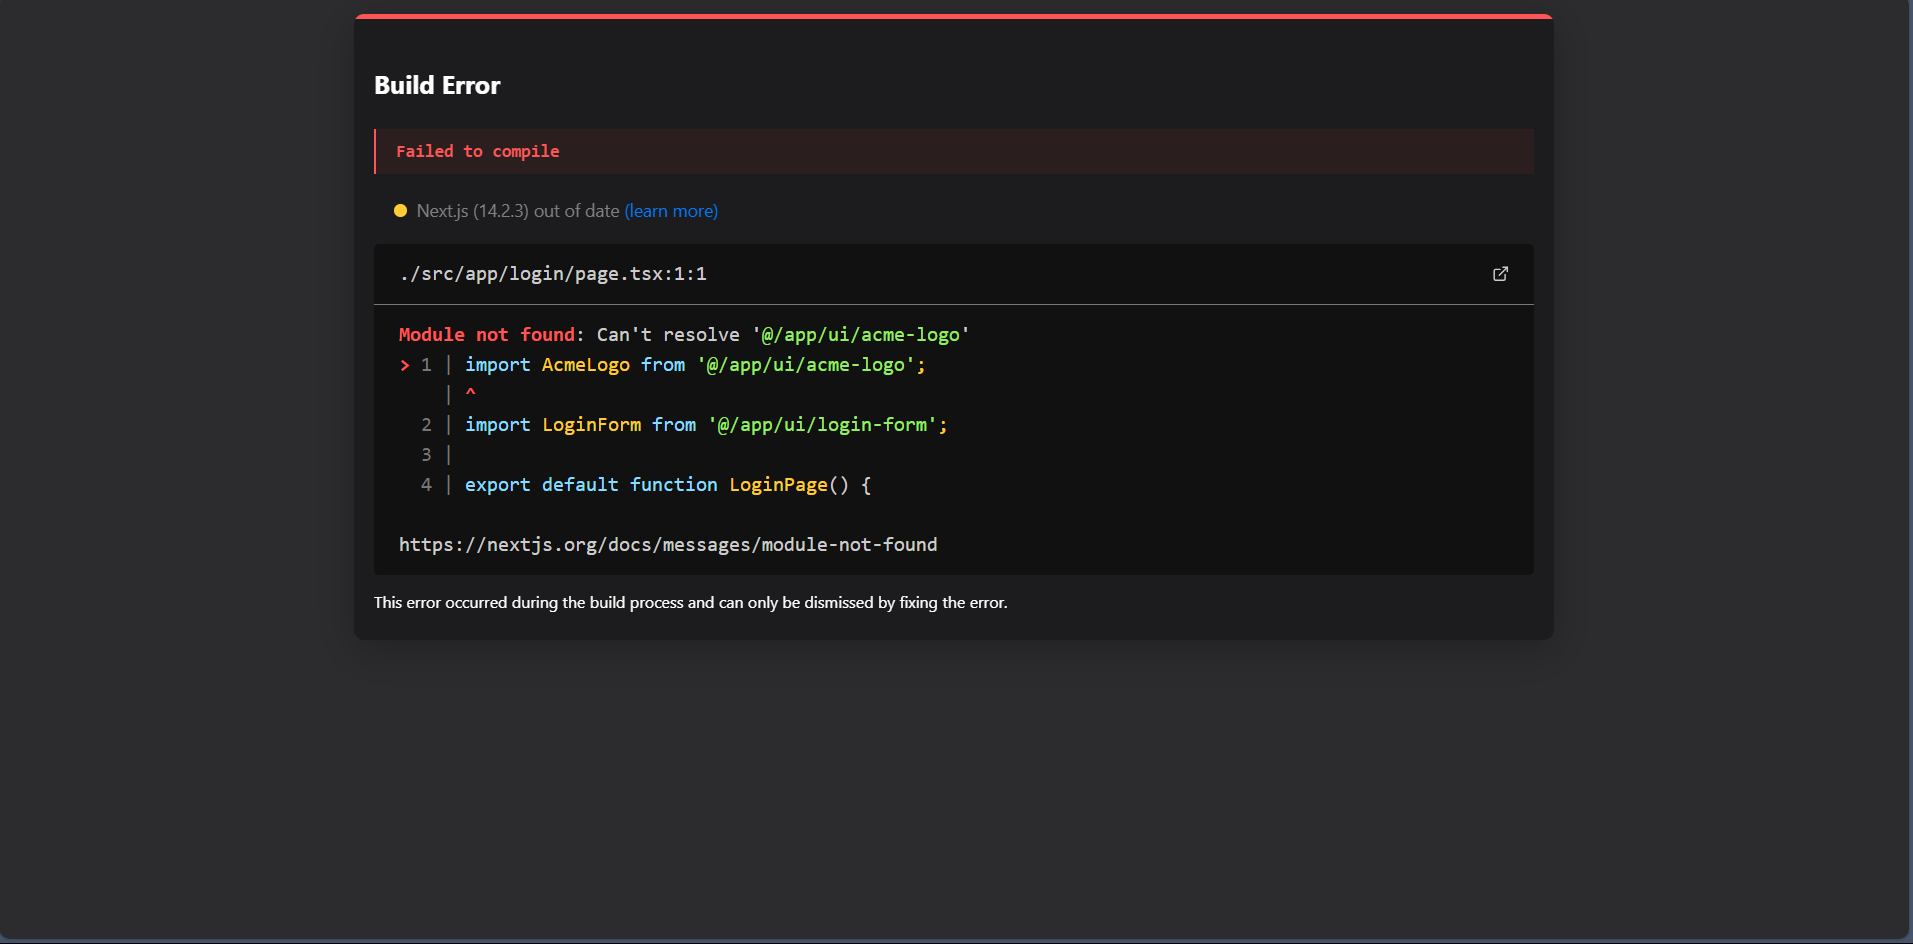 Build Error
Failed to compile
Next.js (14.2.3) out of date (learn more)
./src/app/login/page.tsx:1:1
Module not found: Can't resolve '@/app/ui/acme-logo'
> 1 | import AcmeLogo from '@/app/ui/acme-logo';
| ^
2 | import LoginForm from '@/app/ui/login-form';
3 |
4 | export default function LoginPage() {
https://nextjs.org/docs/messages/module-not-found
This error occurred during the build process and can only be dismissed by fixing the error.